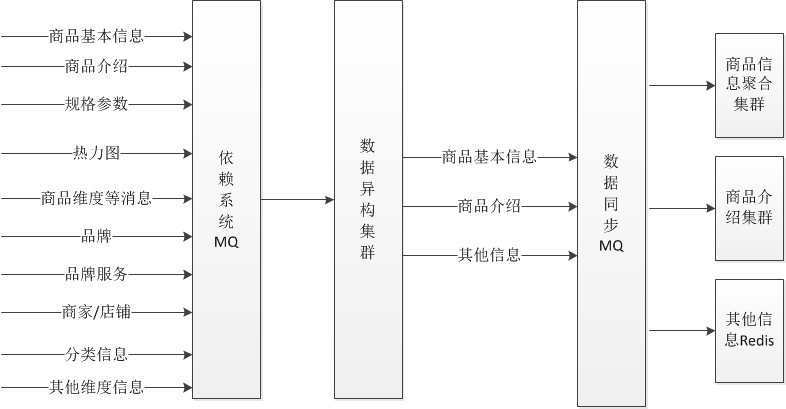 商品基本信息
商品介绍
规格参数
热力图
商品维度等消息
品牌
品牌服务
商家/店铺
分类信息
其他维度信息
依
赖
系
统
MQ
数
据
异
构
集
群
商品基本信息
商品介绍
其他信息
数
据
同
步
MQ
商品信
息聚合
集群
商品介
绍集群
其他信
息Redis